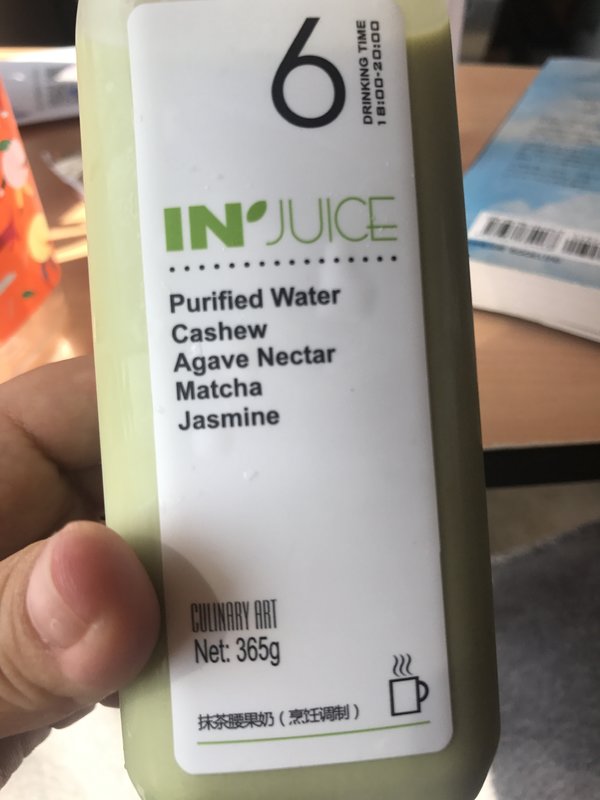 6
DRINKING TIME
18:00-20:00
IN'JUICE
Purified Water
Cashew
Agave Nectar
Matcha
Jasmine
CULINARY ART
Net: 365g
抹茶腰果奶（烹饪调制）